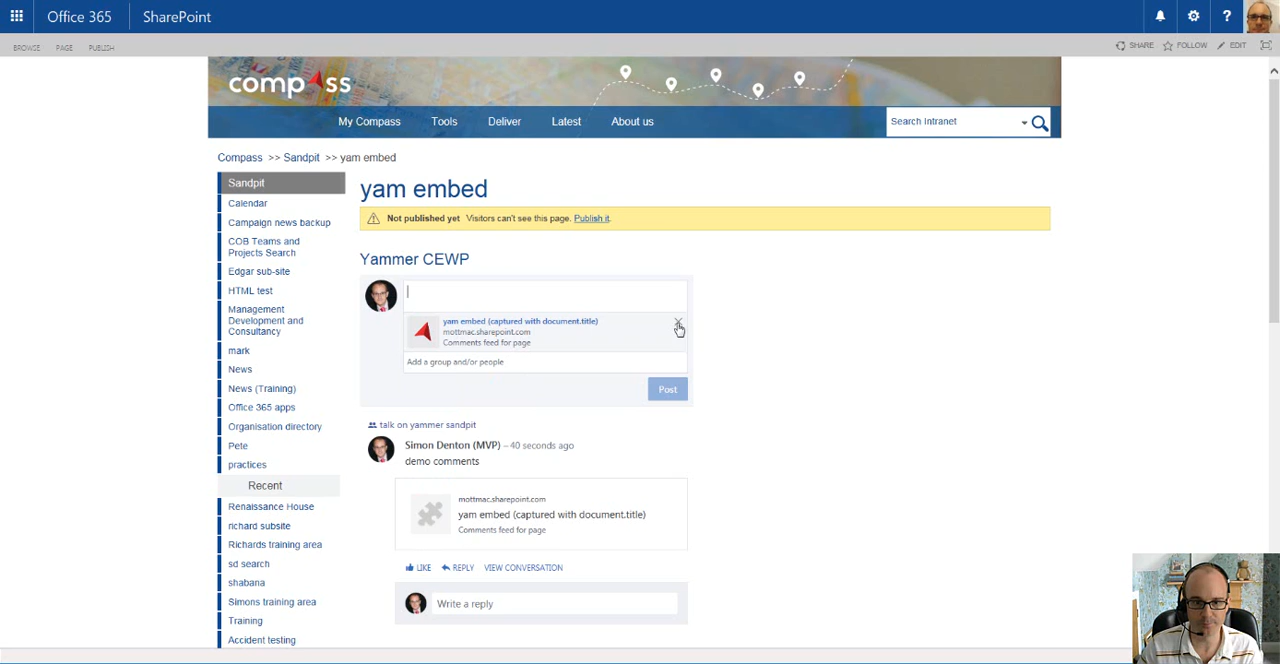 Office 365
SharePoint
?
BROWSE
PAGE
PUBLISH
SHARE
FOLLOW
EDIT
compass
My Compass
Tools
Deliver
Latest
About us
Search Intranet
Compass >> Sandpit >> yam embed
Sandpit
Calendar
Campaign news backup
COB Teams and
Projects Search
Edgar sub-site
HTML test
Management
Development and
Consultancy
mark
News
News (Training)
Office 365 apps
Organisation directory
Pete
practices
Recent
Renaissance House
richard subsite
Richards training area
sd search
shabana
Simons training area
Training
Accident testing
yam embed
Not published yet Visitors can't see this page. Publish it.
Yammer CEWP
yam embed (captured with document.title)
mottmac.sharepoint.com
Comments feed for page
Add a group and/or people
Post
talk on yammer sandpit
Simon Denton (MVP) – 40 seconds ago
demo comments
mottmac.sharepoint.com
yam embed (captured with document.title)
Comments feed for page
LIKE
REPLY
VIEW CONVERSATION
Write a reply